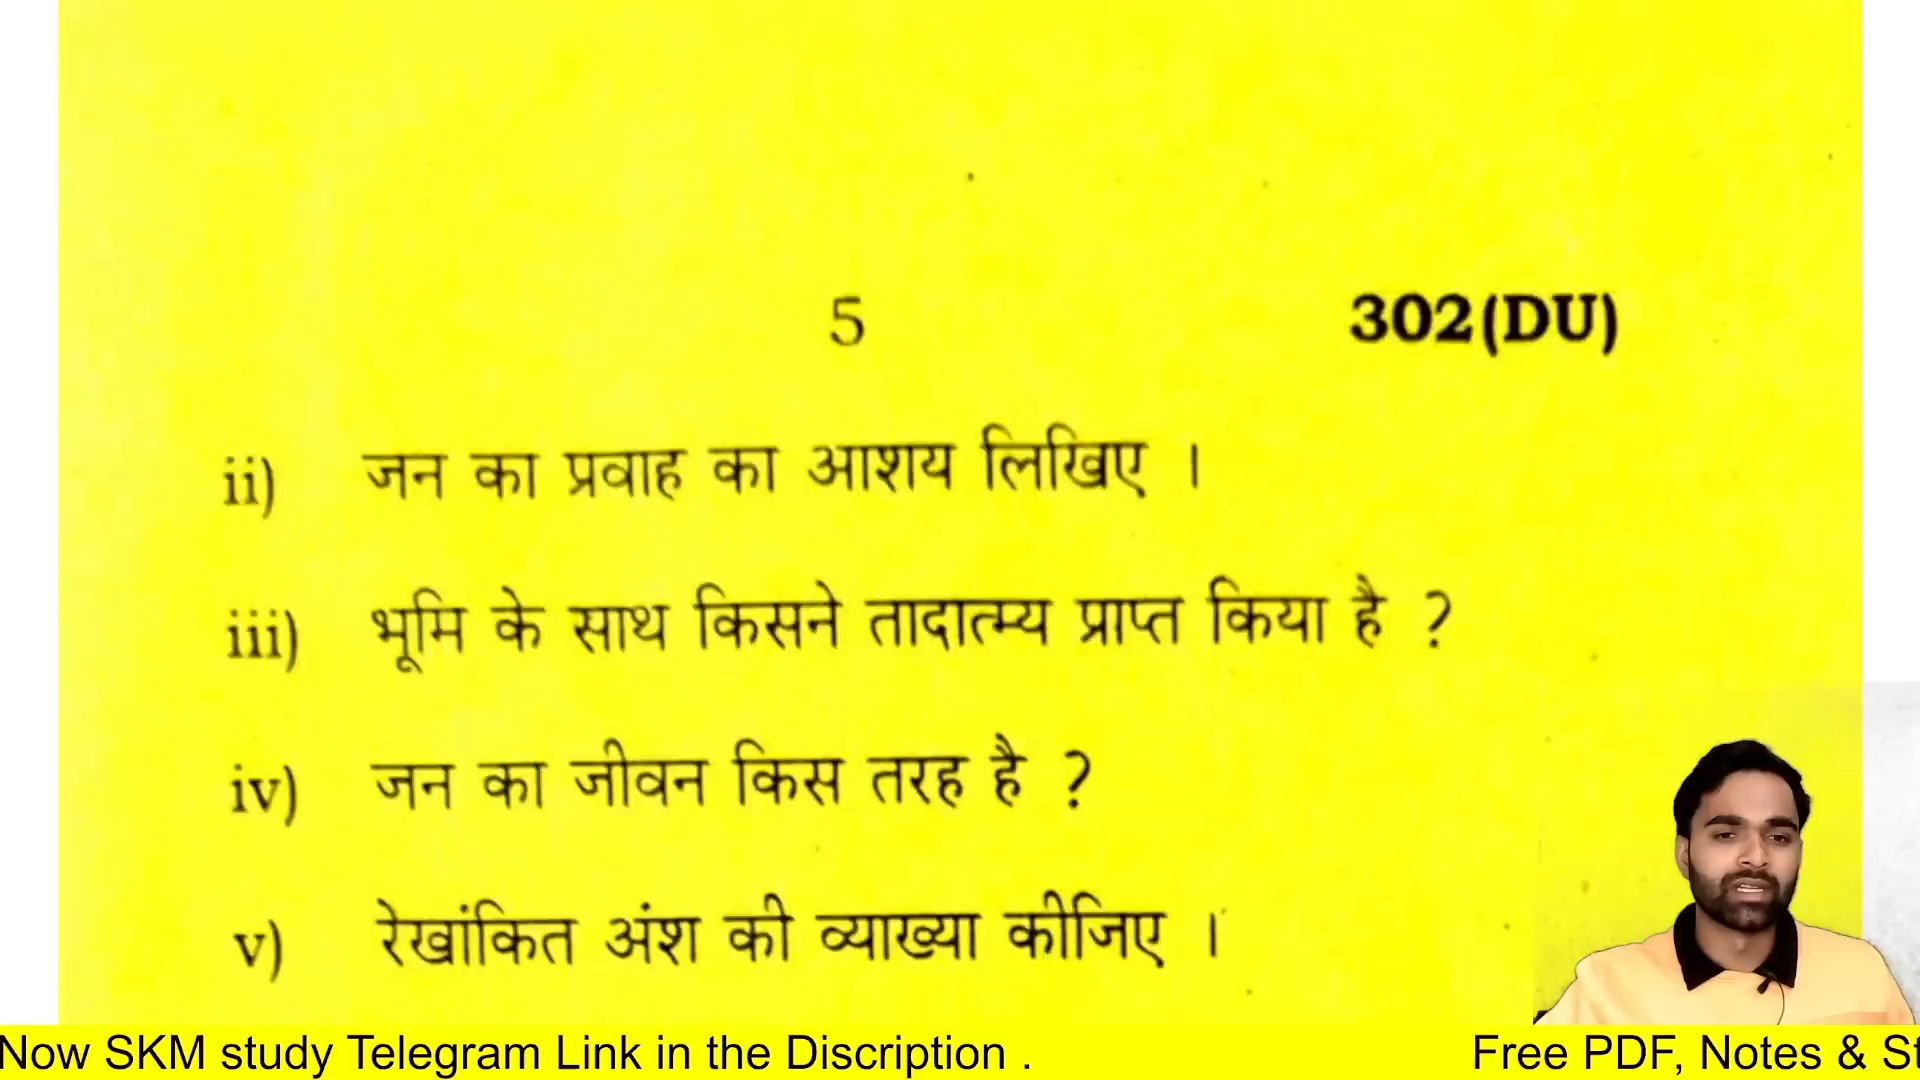 5 302(DU)
ii) जन का प्रवाह का आशय लिखिए ।
iii) भूमि के साथ किसने तादात्म्य प्राप्त किया है ?
iv) जन का जीवन किस तरह है ?
v) रेखांकित अंश की व्याख्या कीजिए ।
Now SKM study Telegram Link in the Discription . Free PDF, Notes &